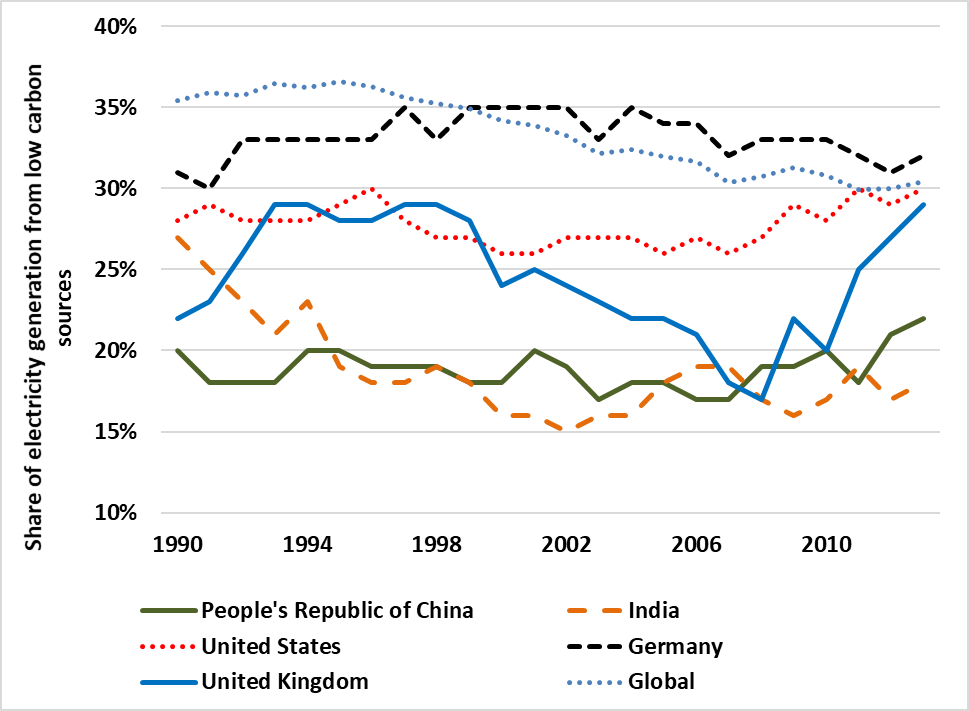 Share of electricity generation from low carbon
sources
40%
35%
30%
25%
20%
15%
10%
1990 1994 1998 2002 2006 2010
People's Republic of China India
United States Germany
United Kingdom Global